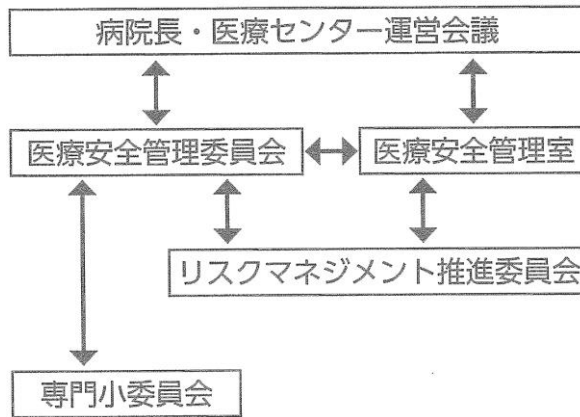 病院長・医療センター運営会議
医療安全管理委員会
医療安全管理室
リスクマネジメント推進委員会
専門小委員会